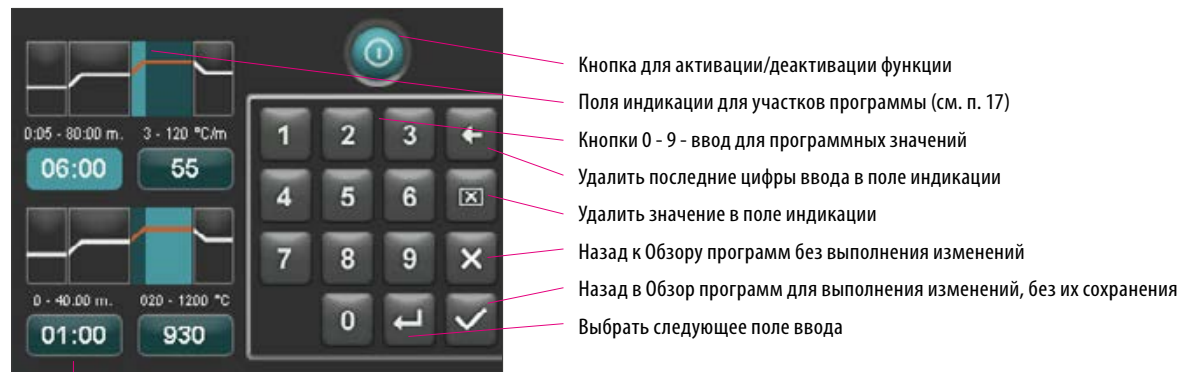 0:05 - 80:00 m. 3 - 120 °C/m
06:00 55
0 - 40.00 m. 020 - 1200 °C
01:00 930
1 2 3
4 5 6
7 8 9
0
Кнопка для активации/деактивации функции
Поля индикации для участков программы (см. п. 17)
Кнопки 0 - 9 - ввод для программных значений
Удалить последние цифры ввода в поле индикации
Удалить значение в поле индикации
Назад к Обзору программ без выполнения изменений
Назад в Обзор программ для выполнения изменений, без их сохранения
Выбрать следующее поле ввода